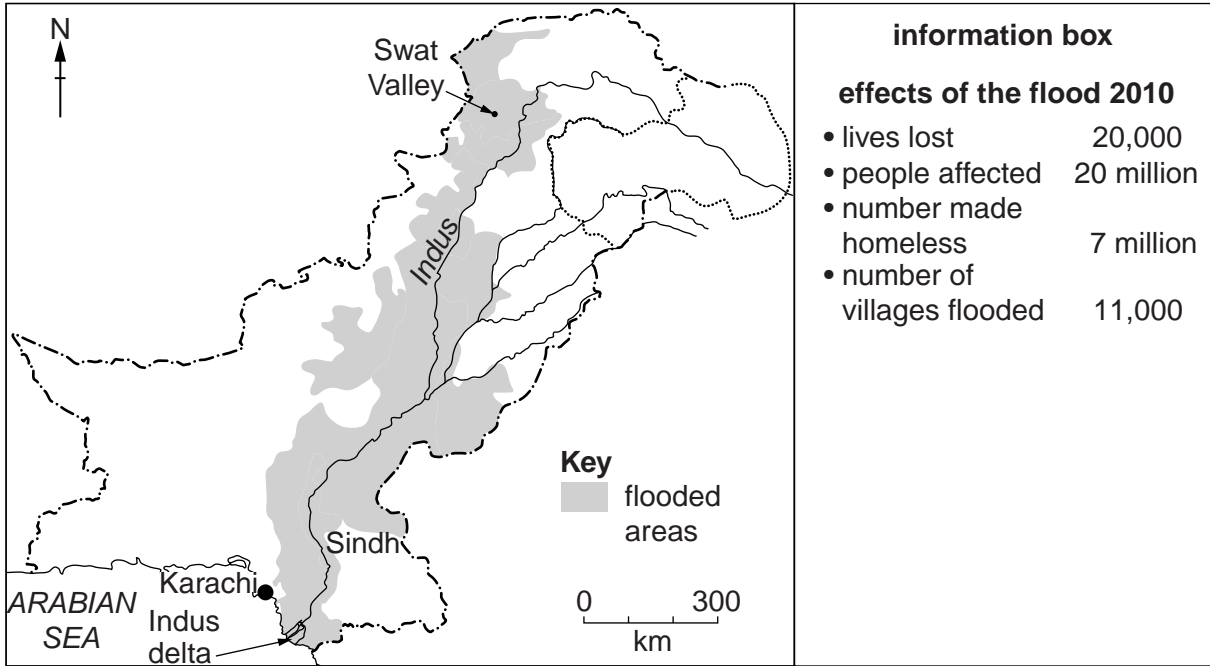 N
Swat
Valley
Indus
Key
flooded
areas
Sindh
Karachi
ARABIAN
SEA
Indus
delta
0 300
km
information box
effects of the flood 2010
• lives lost 20,000
• people affected 20 million
• number made
homeless 7 million
• number of
villages flooded 11,000